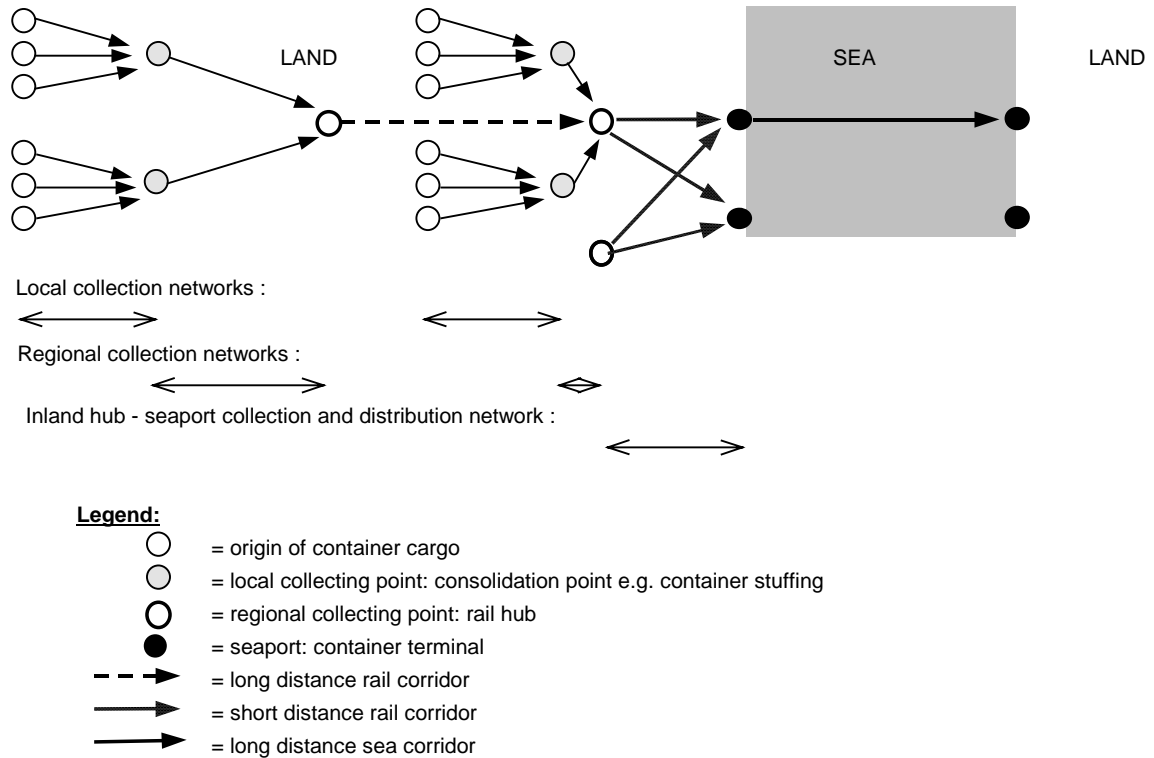 LAND
SEA
LAND
Local collection networks :
Regional collection networks :
Inland hub - seaport collection and distribution network :
Legend:
= origin of container cargo
= local collecting point: consolidation point e.g. container stuffing
= regional collecting point: rail hub
= seaport: container terminal
= long distance rail corridor
= short distance rail corridor
= long distance sea corridor